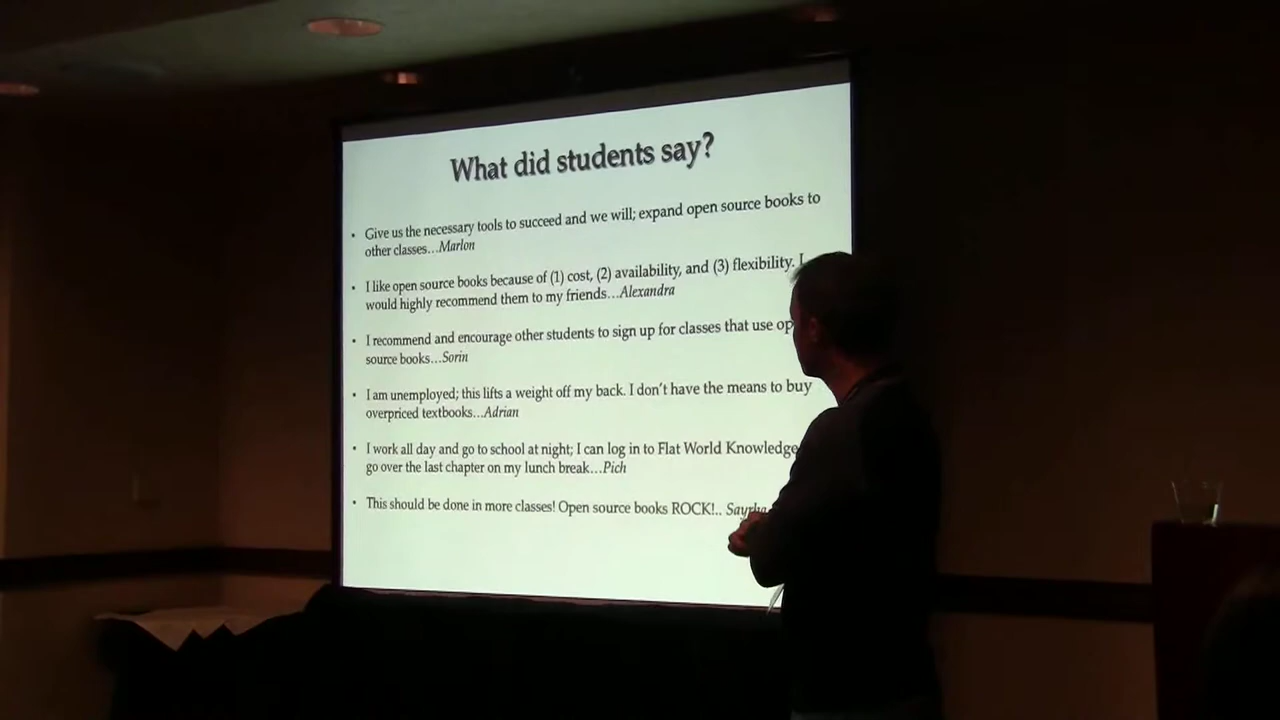 What did students say?
• Give us the necessary tools to succeed and we will; expand open source books to
other classes...Marlon
• I like open source books because of (1) cost, (2) availability, and (3) flexibility. I
would highly recommend them to my friends...Alexandra
• I recommend and encourage other students to sign up for classes that use
source books...Sorin
• I am unemployed; this lifts a weight off my back. I don't have the means to buy
overpriced textbooks...Adrian
• I work all day and go to school at night; I can log in to Flat World Knowledge
go over the last chapter on my lunch break...Pich
• This should be done in more classes! Open source books ROCK!..